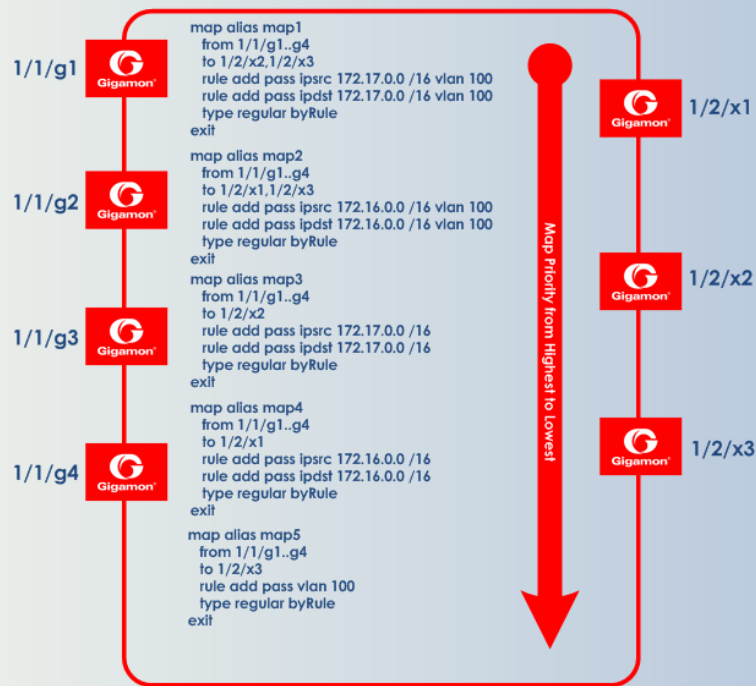 1/1/g1
Gigamon®
1/1/g2
Gigamon®
1/1/g3
Gigamon®
1/1/g4
Gigamon®
map alias map1
from 1/1/g1..g4
to 1/2/x2,1/2/x3
rule add pass ipsrc 172.17.0.0 /16 vlan 100
rule add pass ipdst 172.17.0.0 /16 vlan 100
type regular byRule
exit
map alias map2
from 1/1/g1..g4
to 1/2/x1,1/2/x3
rule add pass ipsrc 172.16.0.0 /16 vlan 100
rule add pass ipdst 172.16.0.0 /16 vlan 100
type regular byRule
exit
map alias map3
from 1/1/g1..g4
to 1/2/x2
rule add pass ipsrc 172.17.0.0 /16
rule add pass ipdst 172.17.0.0 /16
type regular byRule
exit
map alias map4
from 1/1/g1..g4
to 1/2/x1
rule add pass ipsrc 172.16.0.0 /16
rule add pass ipdst 172.16.0.0 /16
type regular byRule
exit
map alias map5
from 1/1/g1..g4
to 1/2/x3
rule add pass vlan 100
type regular byRule
exit
Map Priority from Highest to Lowest
Gigamon®
1/2/x1
Gigamon®
1/2/x2
Gigamon®
1/2/x3